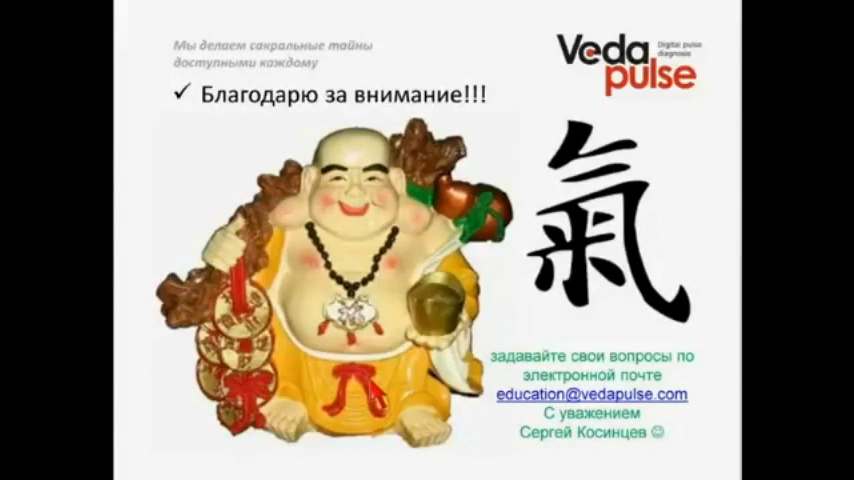 Мы делаем сакральные тайны
доступными каждому
Veda
pulse
Digital pulse
diagnosis
✓ Благодарю за внимание!!!
氣
задавайте свои вопросы по
электронной почте
education@vedapulse.com
С уважением
Сергей Косинцев ☺